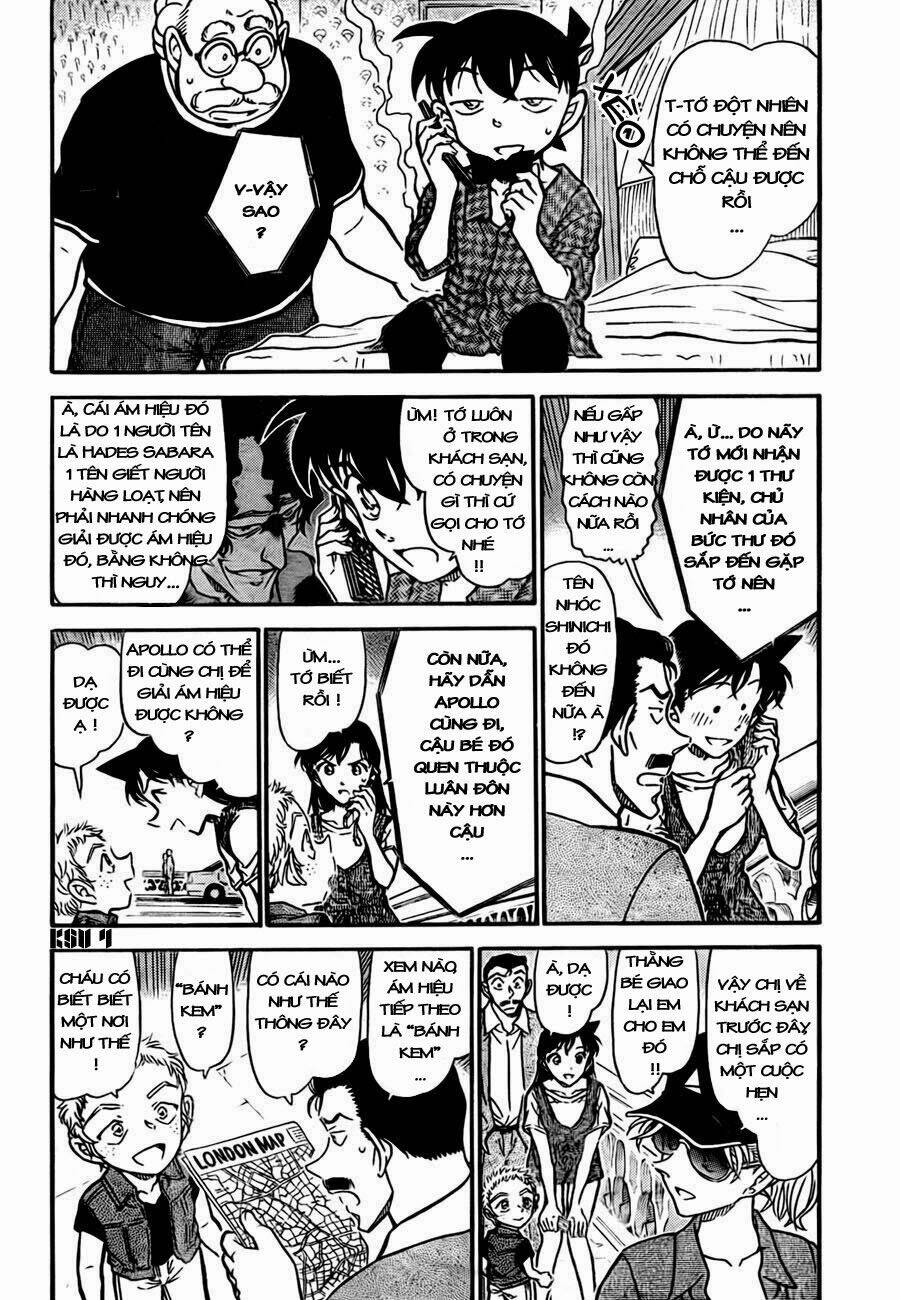 T-TỚ ĐỘT NHIÊN
CÓ CHUYỆN NÊN
KHÔNG THỂ ĐẾN
CHỖ CẬU ĐƯỢC
RỒI
...
XẸO
V-VẬY
SAO
?
À, Ừ... DO NÃY
TỚ MỚI NHẬN
ĐƯỢC 1 THƯ
KIỆN, CHỦ
NHÂN CỦA
BỨC THƯ ĐÓ
SẮP ĐẾN GẶP
TỚ NÊN
...
NẾU GẤP
NHƯ VẬY
THÌ CŨNG
KHÔNG CÒN
CÁCH NÀO
NỮA RỒI ...
TÊN
NHÓC
SHINICHI
ĐÓ
KHÔNG
ĐẾN
NỮA À
!?
ỪM! TỚ LUÔN
Ở TRONG
KHÁCH SẠN,
CÓ CHUYỆN
GÌ THÌ CỨ
GỌI CHO TỚ
NHÉ
!!
À, CÁI ÁM HIỆU ĐÓ
LÀ DO 1 NGƯỜI TÊN
LÀ HADES SABARA
1 TÊN GIẾT NGƯỜI
HÀNG LOẠT, NÊN
PHẢI NHANH CHÓNG
GIẢI ĐƯỢC ÁM HIỆU
ĐÓ, BẰNG KHÔNG
THÌ NGUY...
CÒN NỮA,
HÃY DẪN
APOLLO
CÙNG ĐI,
CẬU BÉ ĐÓ
QUEN THUỘC
LUÂN ĐÔN
NÀY HƠN
CẬU
...
ỪM...
TỚ BIẾT
RỒI !
APOLLO CÓ THỂ
ĐI CÙNG CHỊ ĐỂ
GIẢI ÁM HIỆU
ĐƯỢC KHÔNG
?
DẠ
ĐƯỢC
Ạ !
KSV 4
VẬY CHỊ VỀ
KHÁCH SẠN
TRƯỚC ĐÂY
CHỊ SẮP CÓ
MỘT CUỘC
HẸN
...
THẰNG
BÉ GIAO
LẠI EM
CHO EM
ĐÓ
!
À, DẠ
ĐƯỢC
!
XEM NÀO,
ÁM HIỆU
TIẾP THEO
LÀ “BÁNH
KEM”
...
CÓ CÁI NÀO
NHƯ THẾ
THÔNG ĐÂY
?
“BÁNH
KEM”
?
CHÁU CÓ
BIẾT BIẾT
MỘT NƠI
NHƯ THẾ
!
LONDON MAP